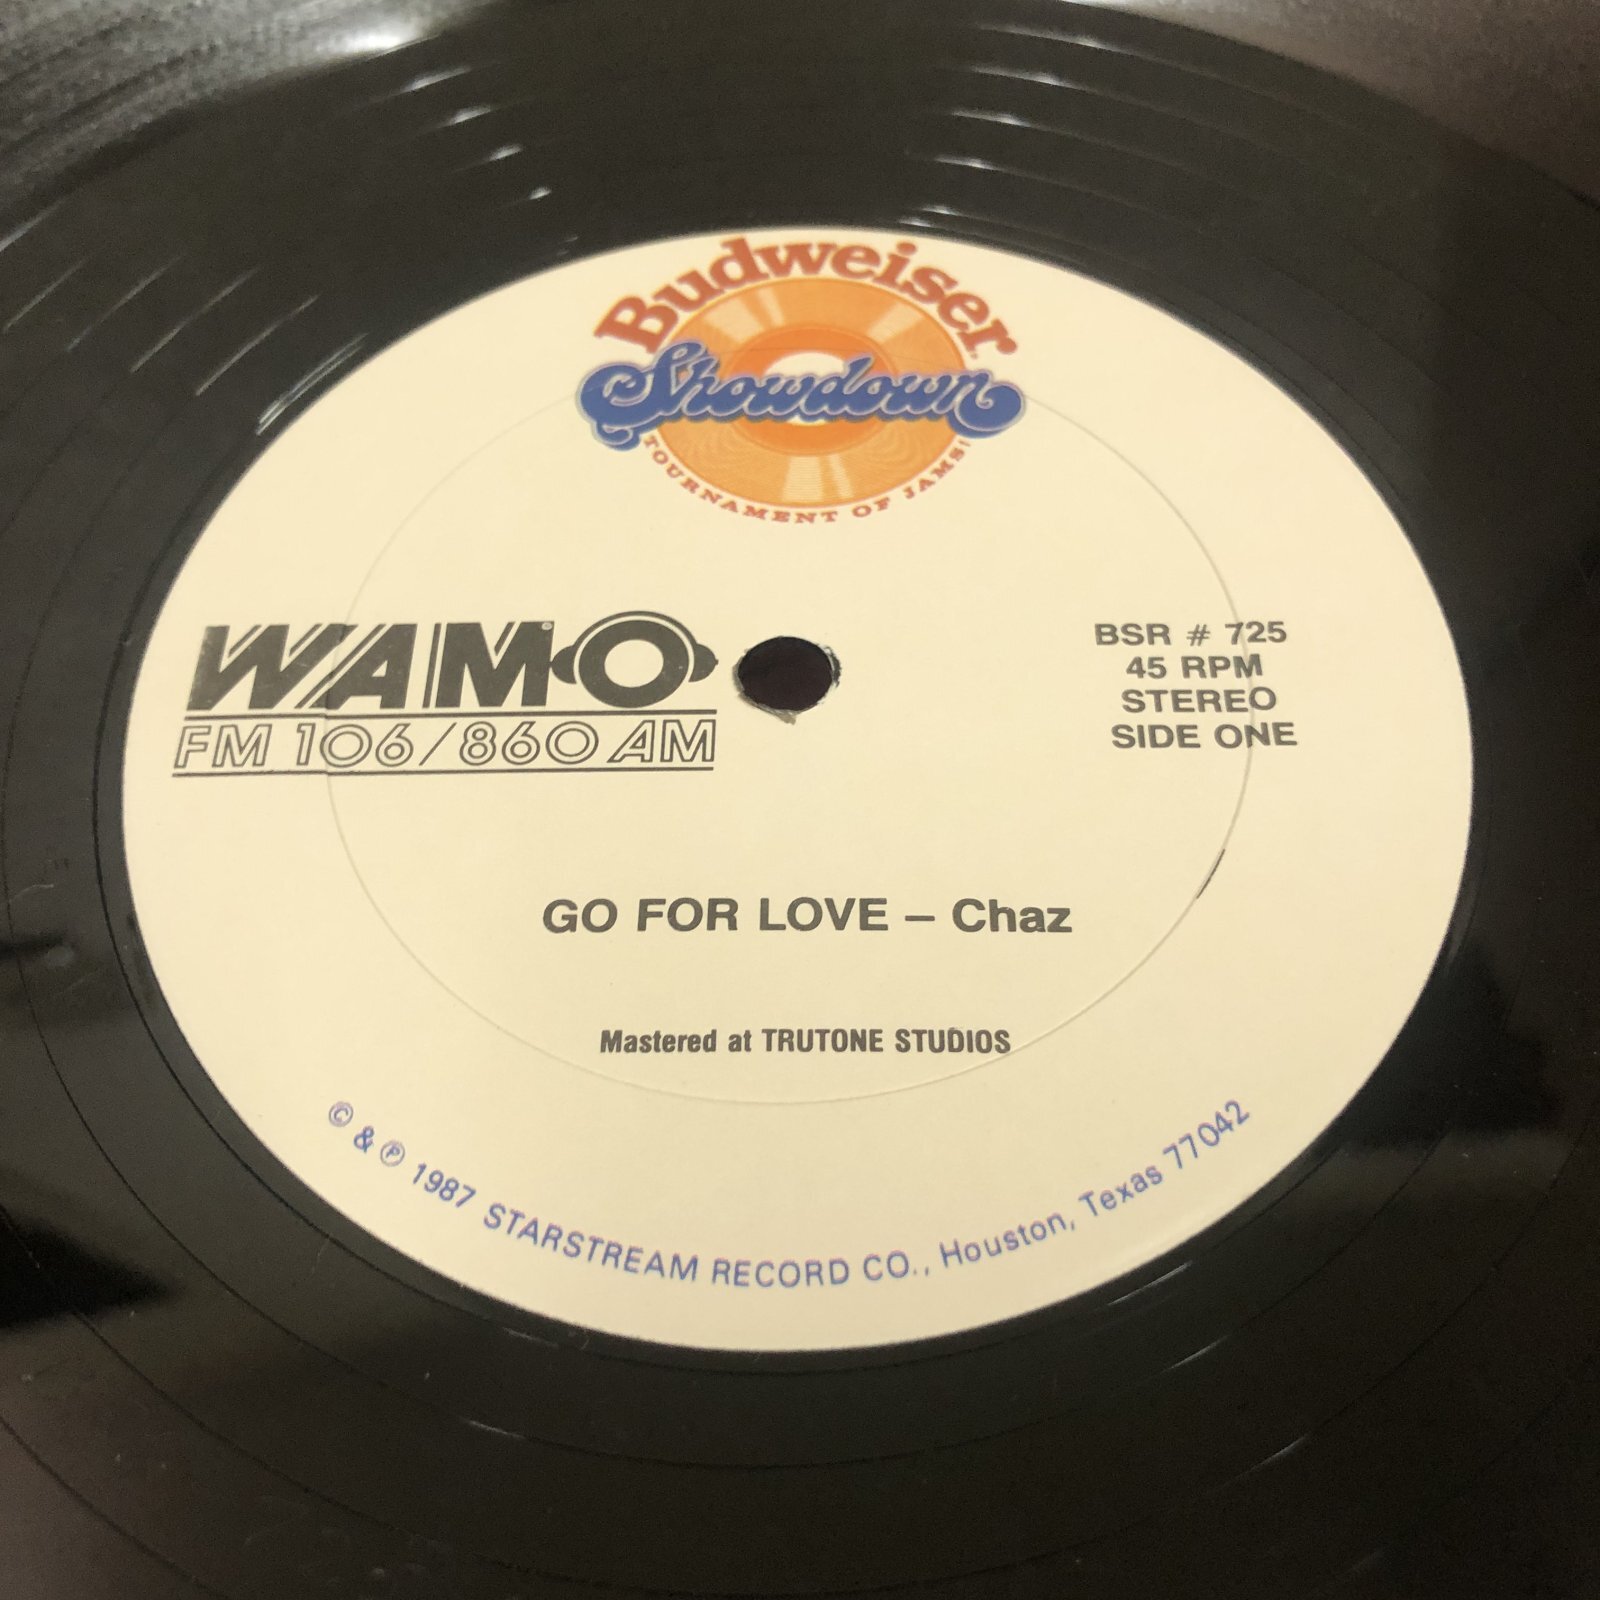 Budweiser
Showdown
TOURNAMENT OF JAMS!
WAMO
FM 106/860 AM
BSR # 725
45 RPM
STEREO
SIDE ONE
GO FOR LOVE – Chaz
Mastered at TRUTONE STUDIOS
© & ℗ 1987 STARSTREAM RECORD CO., Houston, Texas 77042